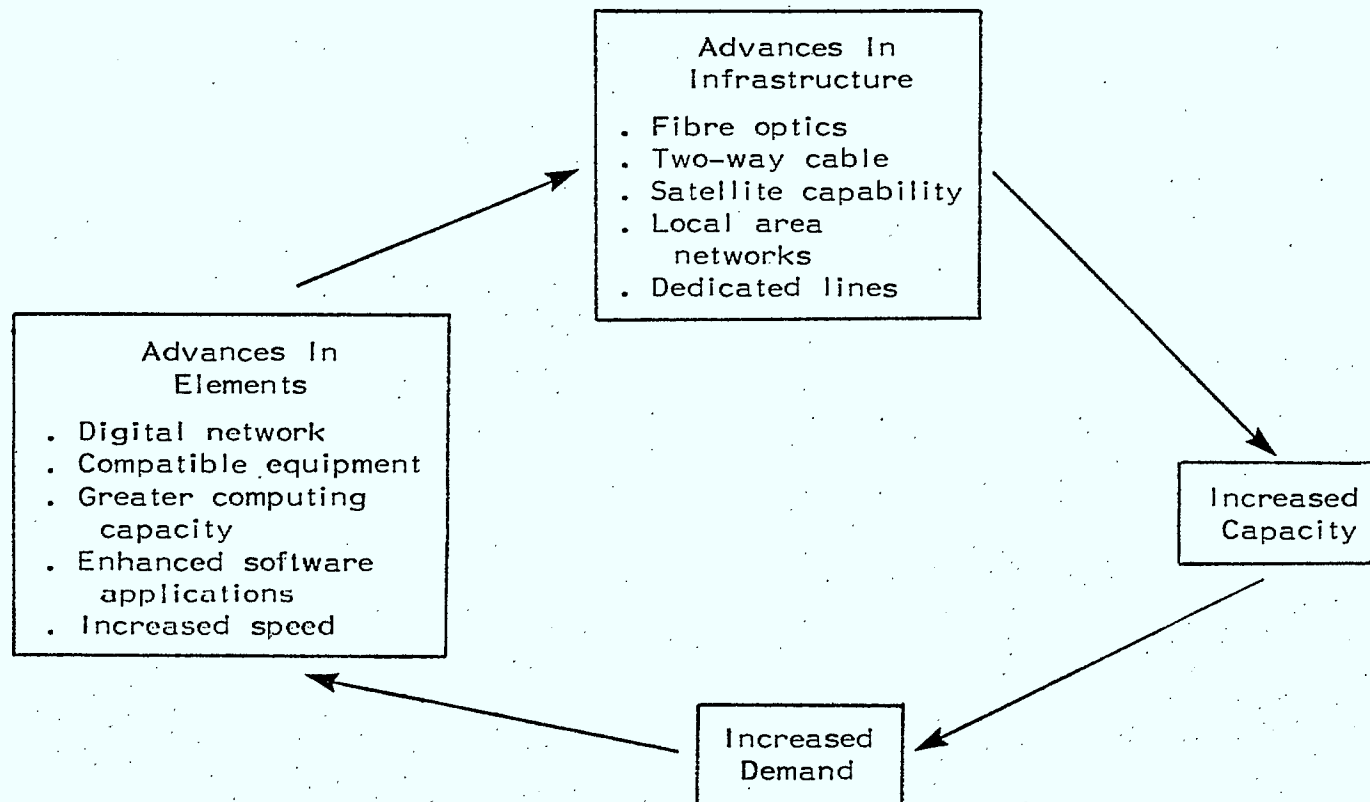 Advances In
Infrastructure
. Fibre optics
. Two-way cable
. Satellite capability
. Local area
networks
. Dedicated lines
Advances In
Elements
. Digital network
. Compatible equipment
. Greater computing
capacity
. Enhanced software
applications
. Increased speed
Increased
Capacity
Increased
Demand